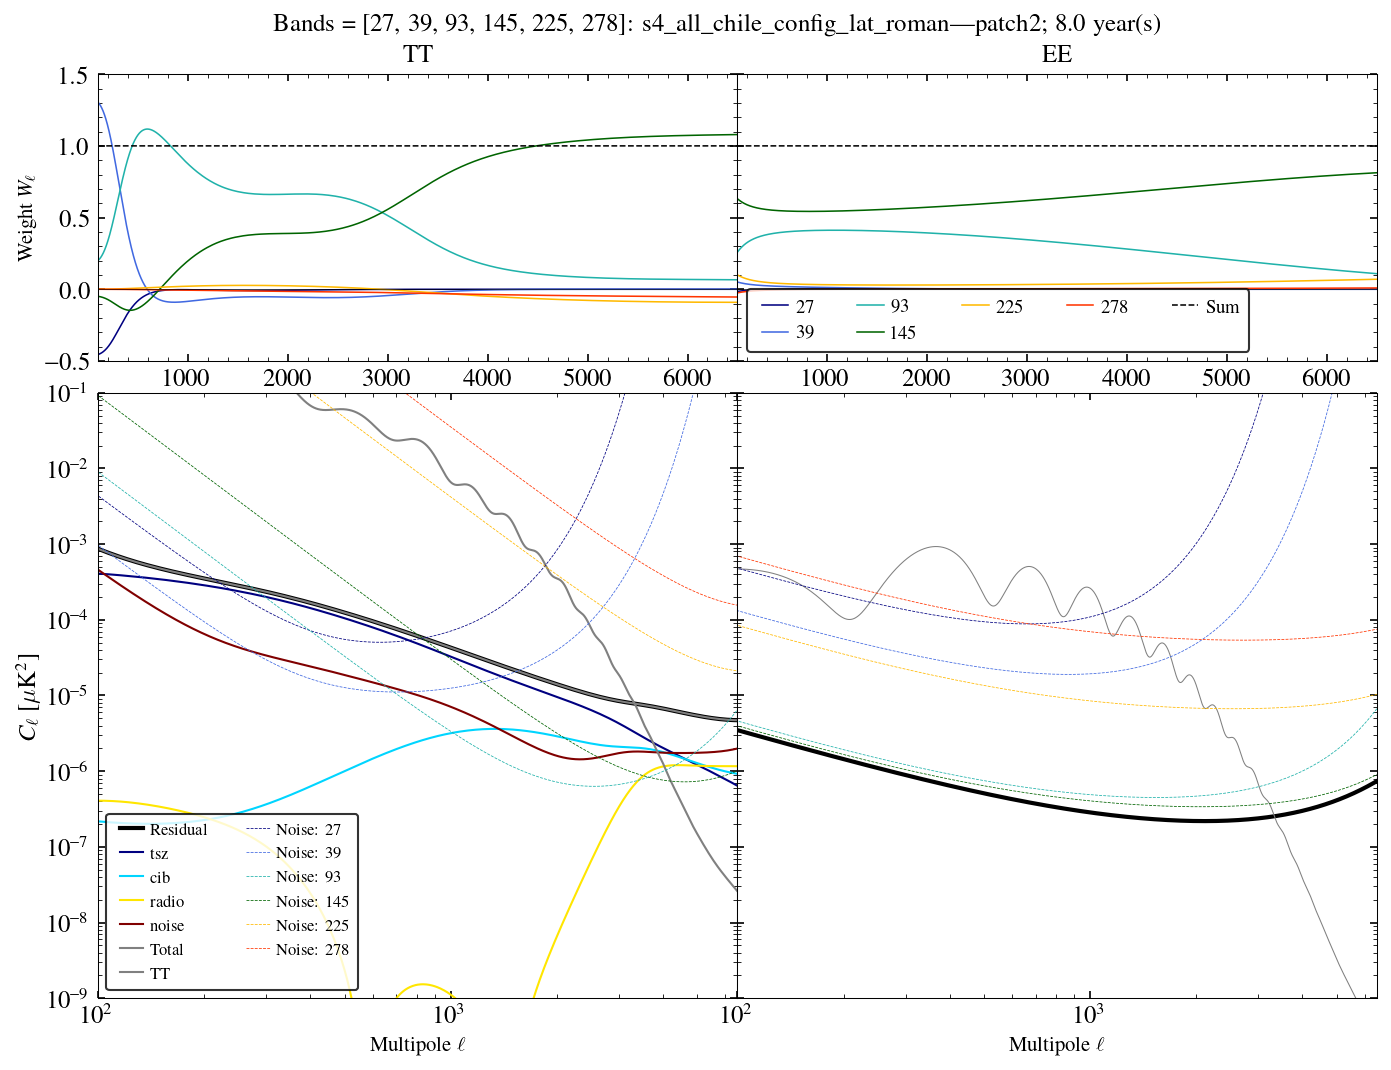 Bands = [27, 39, 93, 145, 225, 278]: s4_all_chile_config_lat_roman—patch2; 8.0 year(s)
TT EE
1.5
1.0
0.5
0.0
−0.5
Weight W_ℓ
1000 2000 3000 4000 5000 6000
1000 2000 3000 4000 5000 6000
27 93 225 278 Sum
39 145
10^−1
10^−2
10^−3
10^−4
10^−5
10^−6
10^−7
10^−8
10^−9
C_ℓ [μK^2]
Residual Noise: 27
tsz Noise: 39
cib Noise: 93
radio Noise: 145
noise Noise: 225
Total Noise: 278
TT
10^2 10^3 10^2 10^3
Multipole ℓ Multipole ℓ